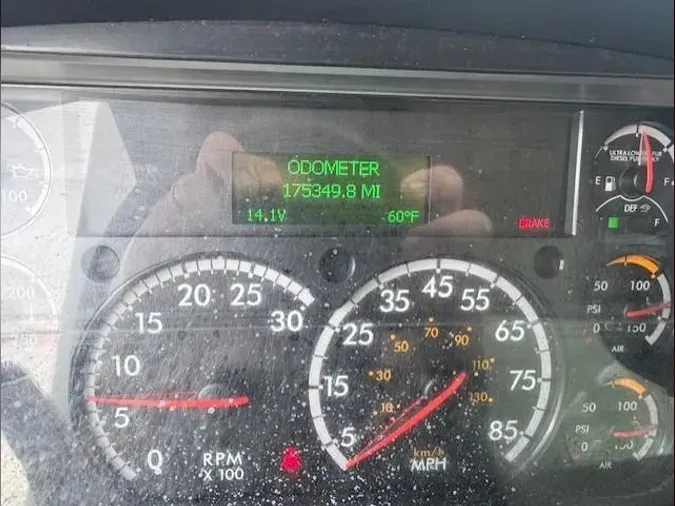 ODOMETER
175349.8 MI
14.1V 60°F
BRAKE
100
200
5
10
15
20
25
30
RPM
X 100
5
15
25
35
45
55
65
75
85
10
30
50
70
90
110
130
km/h
MPH
ULTRA LOW SULFUR
DIESEL FUEL ONLY
E F
DEF
F
50 100
PSI
0 150
AIR
50 100
PSI
0 150
AIR